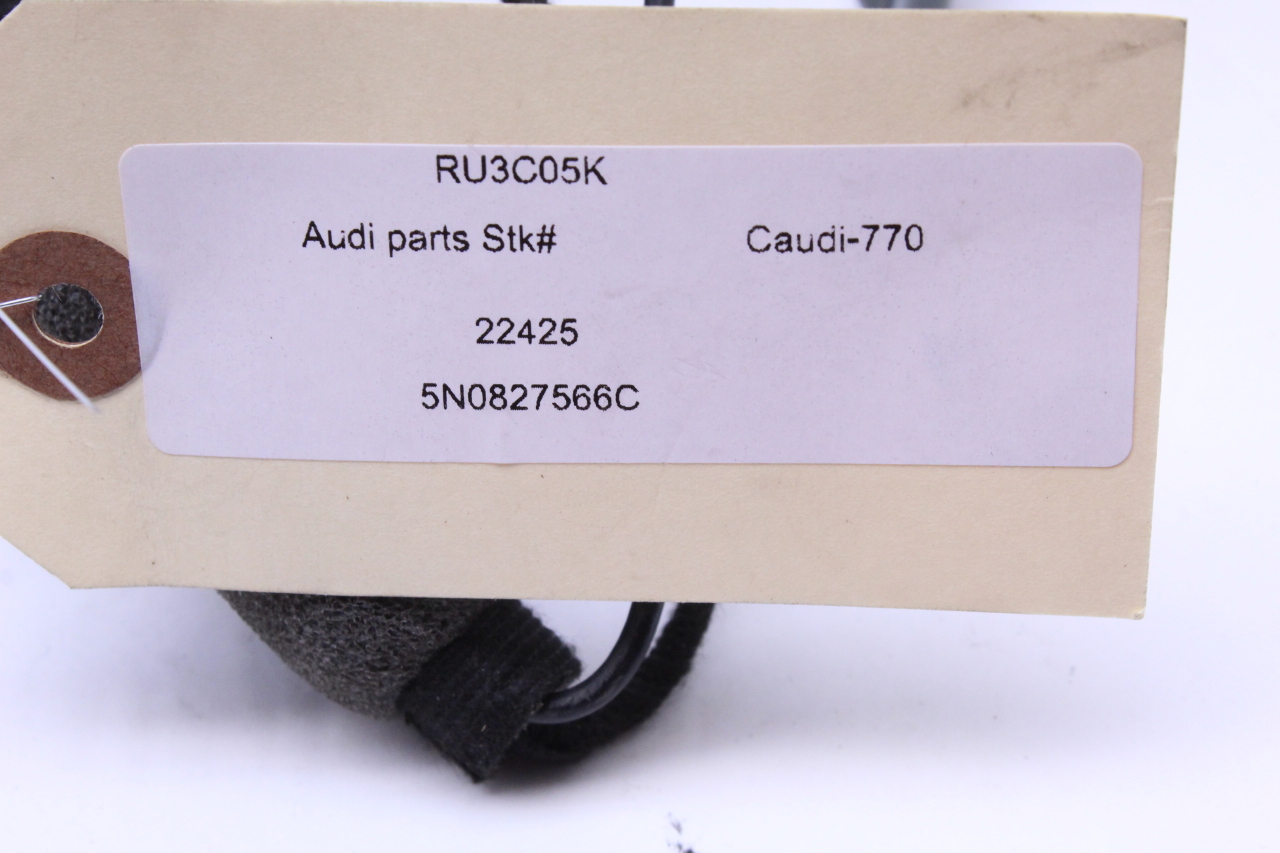 RU3C05K
Audi parts Stk# Caudi-770
22425
5N0827566C